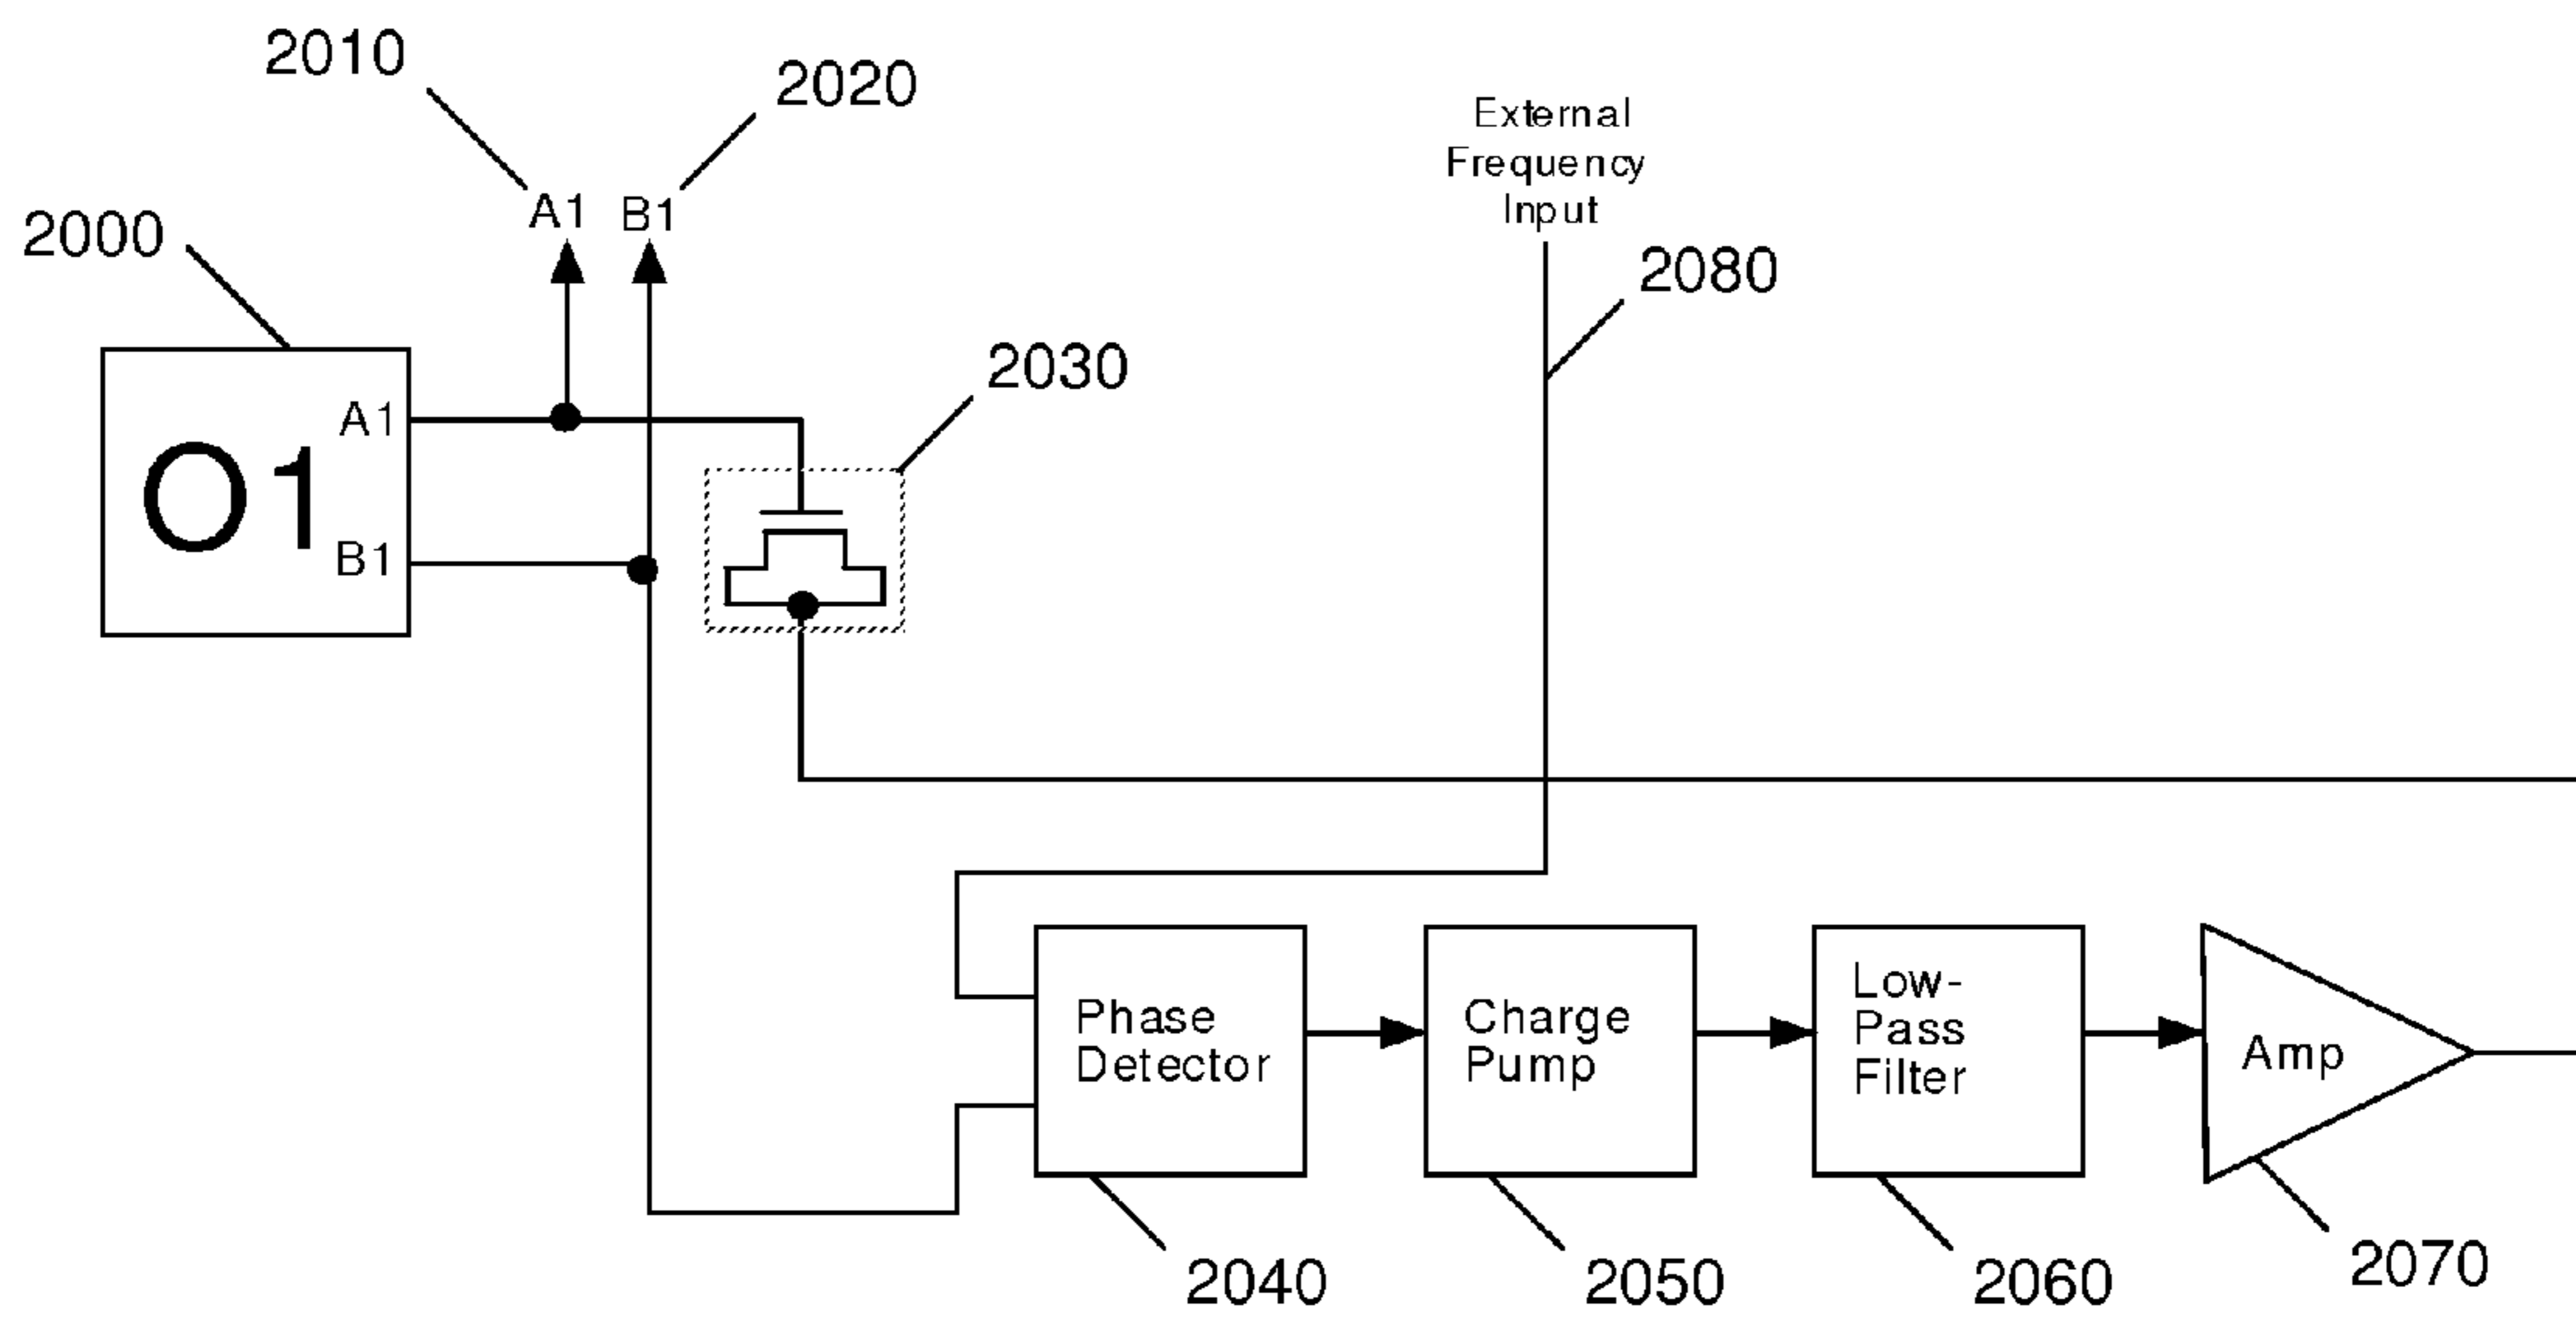 2010
2020
External
Frequency
Input
A1 B1
2000
2080
2030
A1
O1
B1
Phase
Detector
Charge
Pump
Low-
Pass
Filter
Amp
2040
2050
2060
2070